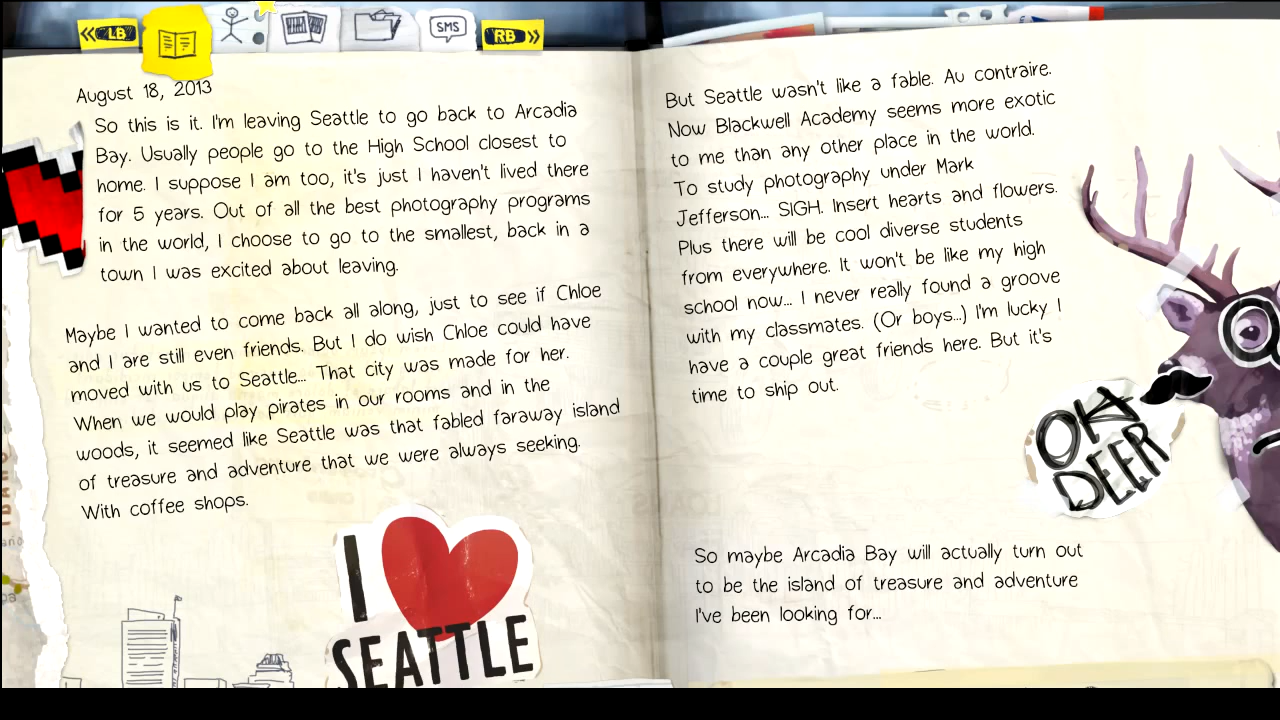 LB
SMS
RB
August 18, 2013
So this is it. I'm leaving Seattle to go back to Arcadia
Bay. Usually people go to the High School closest to
home. I suppose I am too, it's just I haven't lived there
for 5 years. Out of all the best photography programs
in the world, I choose to go to the smallest, back in a
town I was excited about leaving.
Maybe I wanted to come back all along, just to see if Chloe
and I are still even friends. But I do wish Chloe could have
moved with us to Seattle... That city was made for her.
When we would play pirates in our rooms and in the
woods, it seemed like Seattle was that fabled faraway island
of treasure and adventure that we were always seeking.
With coffee shops.
I
SEATTLE
But Seattle wasn't like a fable. Au contraire.
Now Blackwell Academy seems more exotic
to me than any other place in the world.
To study photography under Mark
Jefferson... SIGH. Insert hearts and flowers.
Plus there will be cool diverse students
from everywhere. It won't be like my high
school now... I never really found a groove
with my classmates. (Or boys...) I'm lucky I
have a couple great friends here. But it's
time to ship out.
OH
DEER
So maybe Arcadia Bay will actually turn out
to be the island of treasure and adventure
I've been looking for...